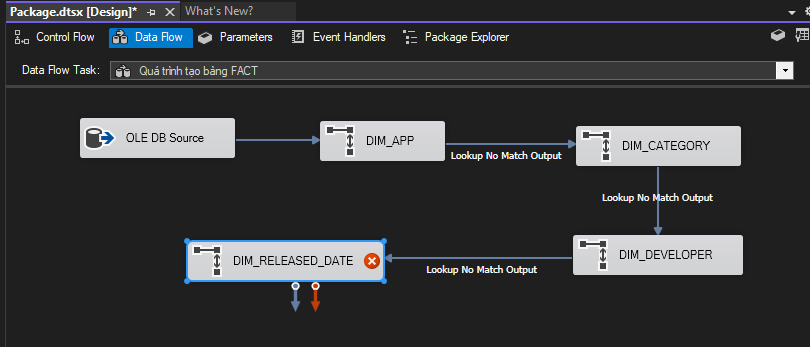 Package.dtsx [Design]*
What's New?
Control Flow
Data Flow
Parameters
Event Handlers
Package Explorer
Data Flow Task:
Quá trình tạo bảng FACT
OLE DB Source
DIM_APP
Lookup No Match Output
DIM_CATEGORY
Lookup No Match Output
DIM_DEVELOPER
Lookup No Match Output
DIM_RELEASED_DATE